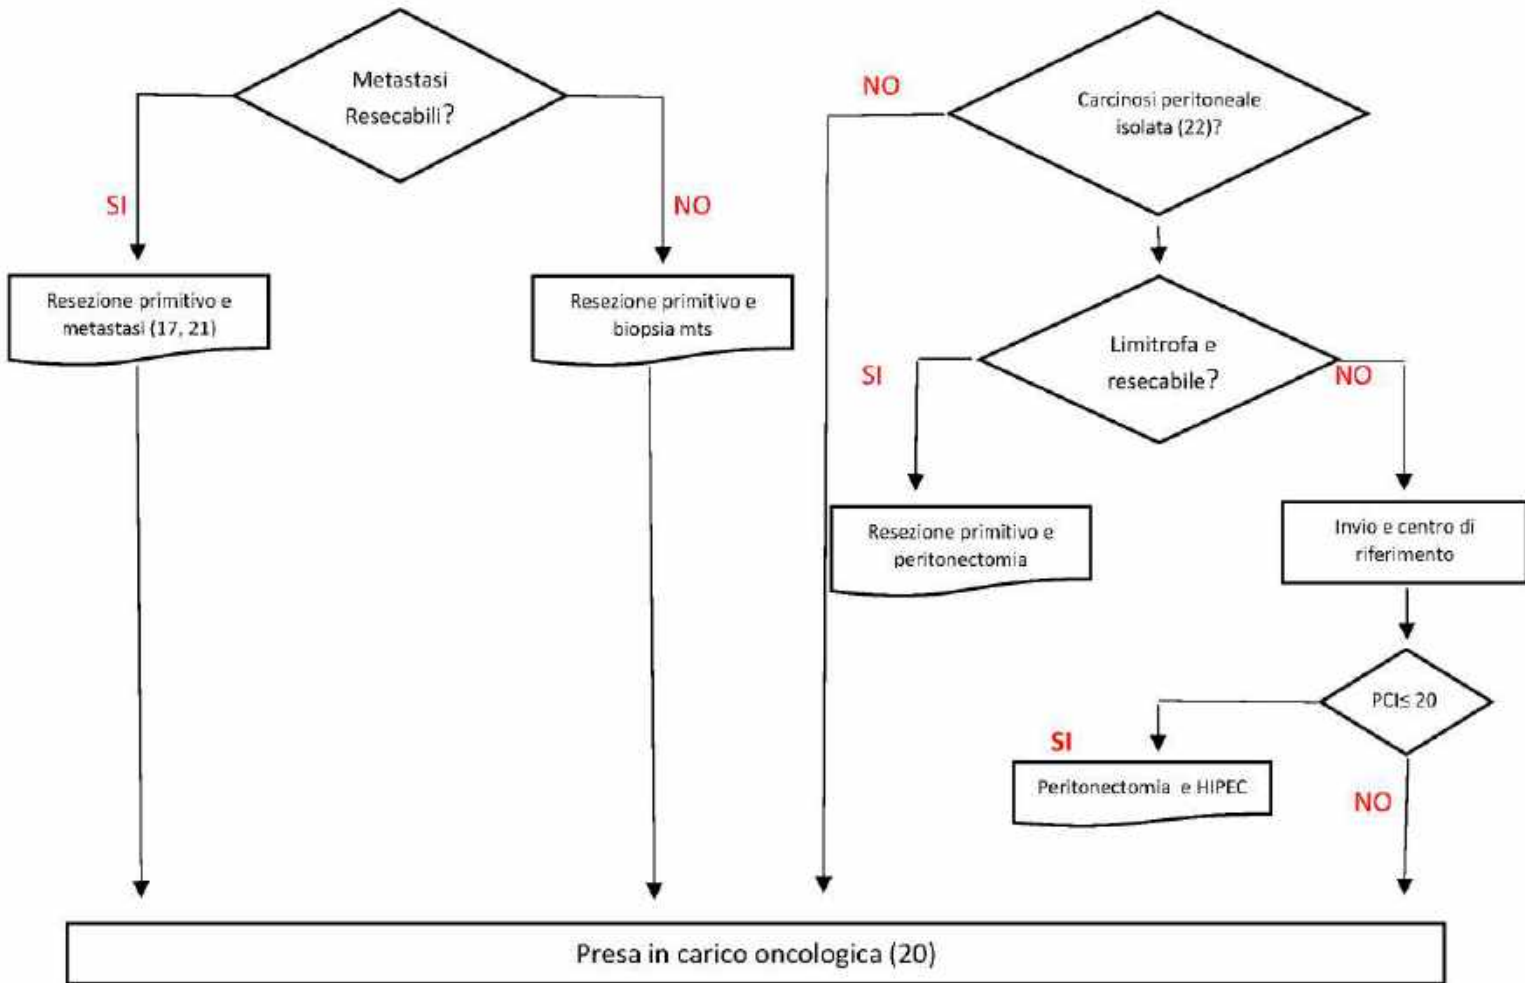 Metastasi
Resecabili?
SI
NO
Resezione primitivo e
metastasi (17, 21)
Resezione primitivo e
biopsia mts
NO
Carcinosi peritoneale
isolata (22)?
Limitrofa e
resecabile?
SI
NO
Resezione primitivo e
peritonectomia
Invio e centro di
riferimento
PCI≤ 20
SI
Peritonectomia e HIPEC
NO
Presa in carico oncologica (20)